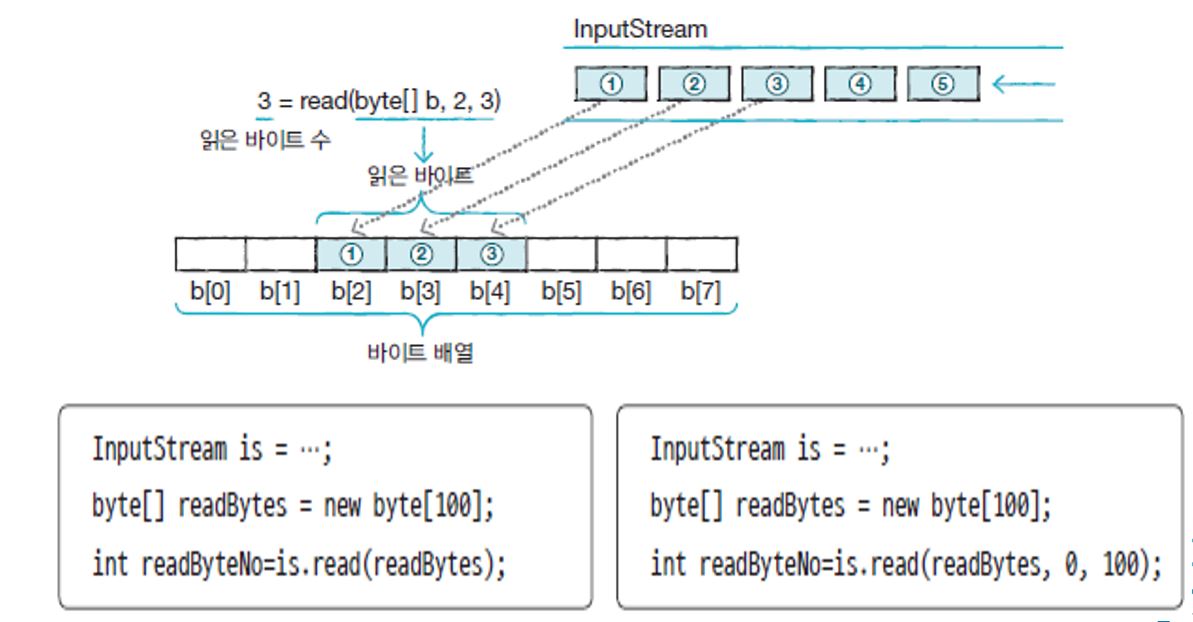 InputStream
① ② ③ ④ ⑤
3 = read(byte[] b, 2, 3)
읽은 바이트 수
읽은 바이트
① ② ③
b[0] b[1] b[2] b[3] b[4] b[5] b[6] b[7]
바이트 배열
InputStream is = …;
byte[] readBytes = new byte[100];
int readByteNo=is.read(readBytes);
InputStream is = …;
byte[] readBytes = new byte[100];
int readByteNo=is.read(readBytes, 0, 100);